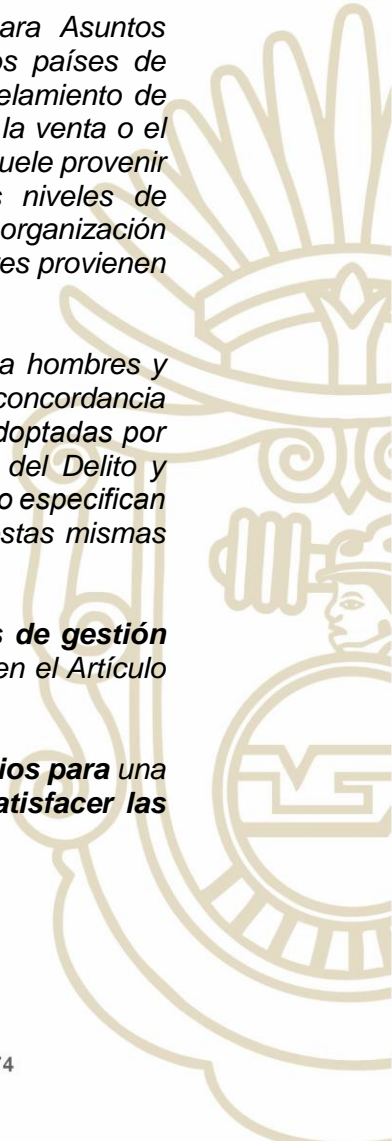 ara Asuntos
os países de
elamiento de
la venta o el
uele provenir
s niveles de
organización
res provienen
a hombres y
concordancia
doptadas por
del Delito y
o especifican
stas mismas
s de gestión
en el Artículo
ios para una
atisfacer las
74